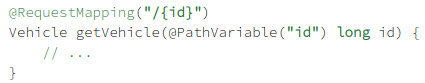 @RequestMapping("/{id}")
Vehicle getVehicle(@PathVariable("id") long id) {
    // ...
}